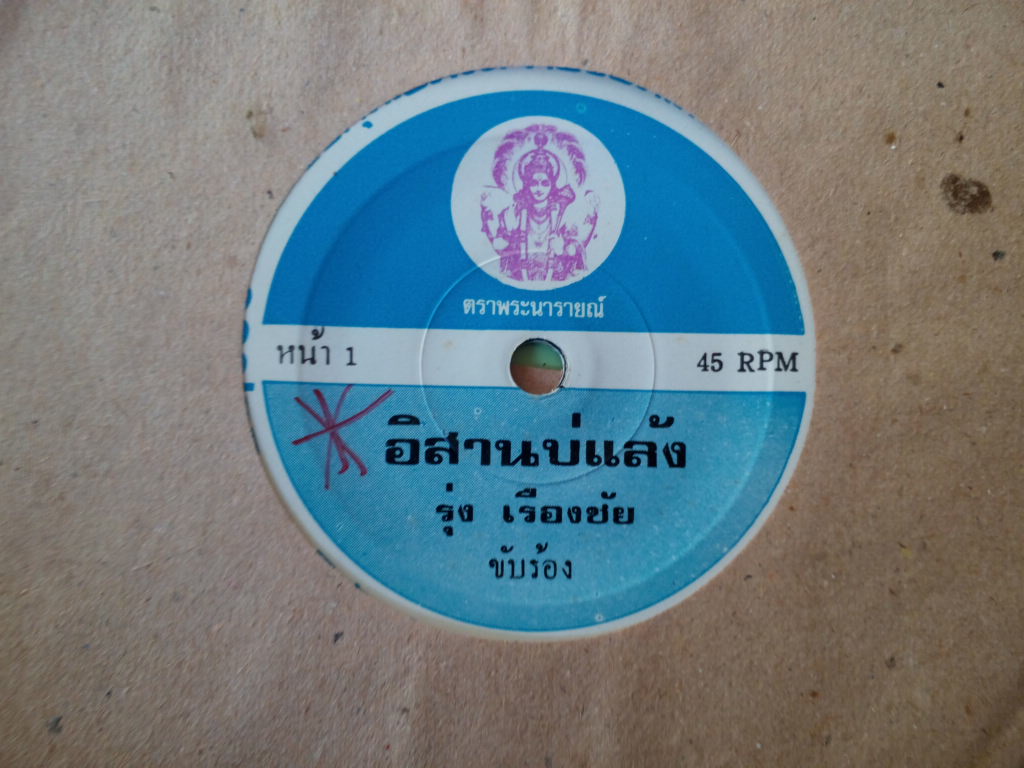 ตราพระนารายณ์
หน้า 1
45 RPM
อิสานบ่แล้ง
รุ่ง เรืองชัย
ขับร้อง